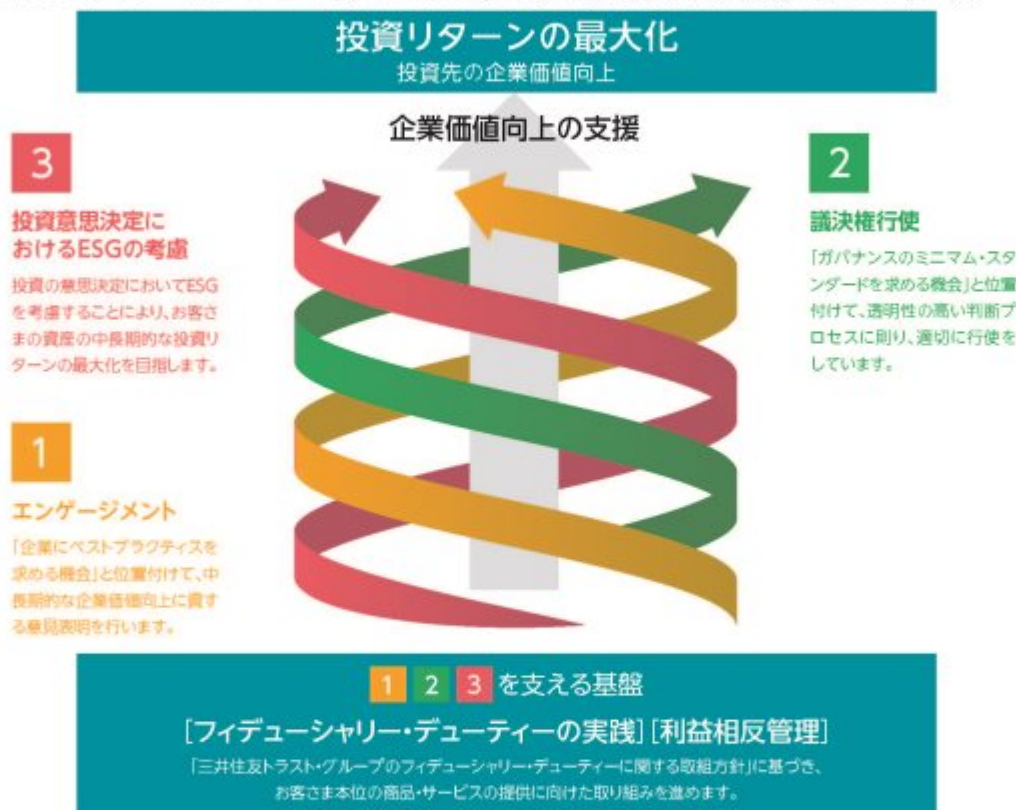 投資リターンの最大化
投資先の企業価値向上
企業価値向上の支援
3
投資意思決定に
おけるESGの考慮
投資の意思決定においてESG
を考慮することにより、お客さ
まの資産の中長期的な投資リ
ターンの最大化を目指します。
2
議決権行使
「ガバナンスのミニマム・スタ
ンダードを求める機会」と位置
付けて、透明性の高い判断プ
ロセスに則り、適切に行使を
しています。
1
エンゲージメント
「企業にベストプラクティスを
求める機会」と位置付けて、中
長期的な企業価値向上に資す
る意見表明を行います。
1 2 3 を支える基盤
[フィデューシャリー・デューティーの実践] [利益相反管理]
「三井住友トラスト・グループのフィデューシャリー・デューティーに関する取組方針」に基づき、
お客さま本位の商品・サービスの提供に向けた取り組みを進めます。